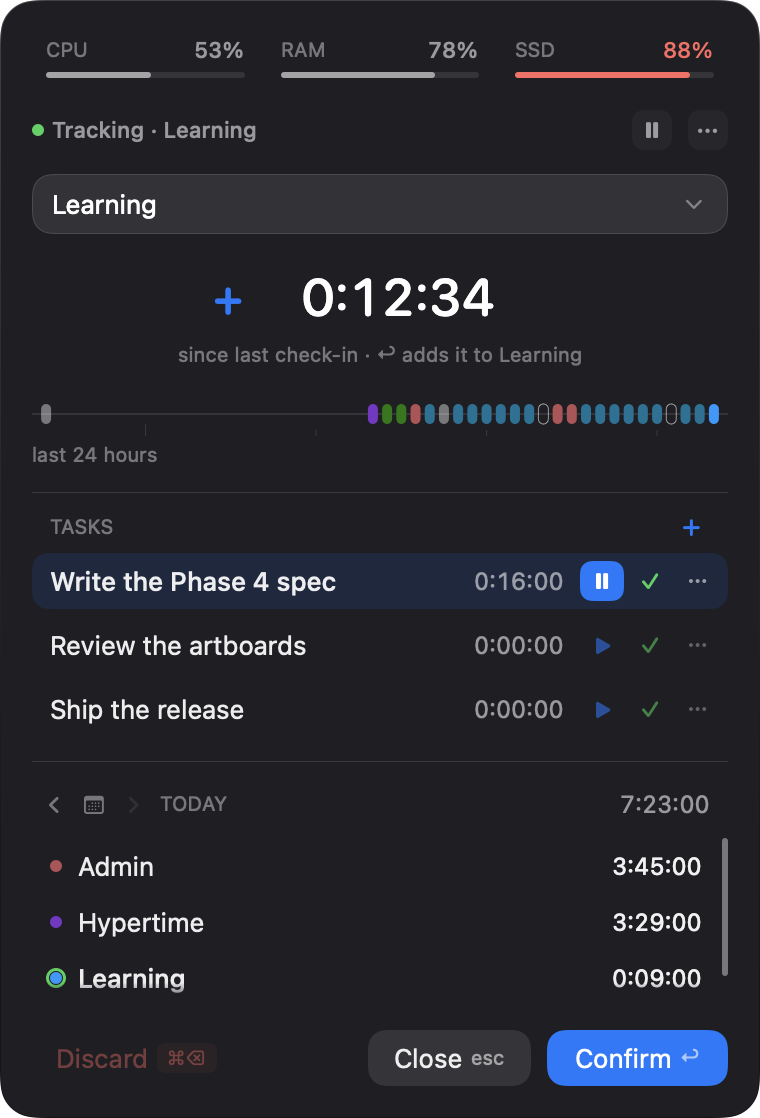 CPU 53% RAM 78% SSD 88%
Tracking · Learning
Learning
+ 0:12:34
since last check-in · ↩ adds it to Learning
last 24 hours
TASKS +
Write the Phase 4 spec 0:16:00
Review the artboards 0:00:00
Ship the release 0:00:00
TODAY 7:23:00
Admin 3:45:00
Hypertime 3:29:00
Learning 0:09:00
Discard ⌘⌫ Close esc Confirm ↩